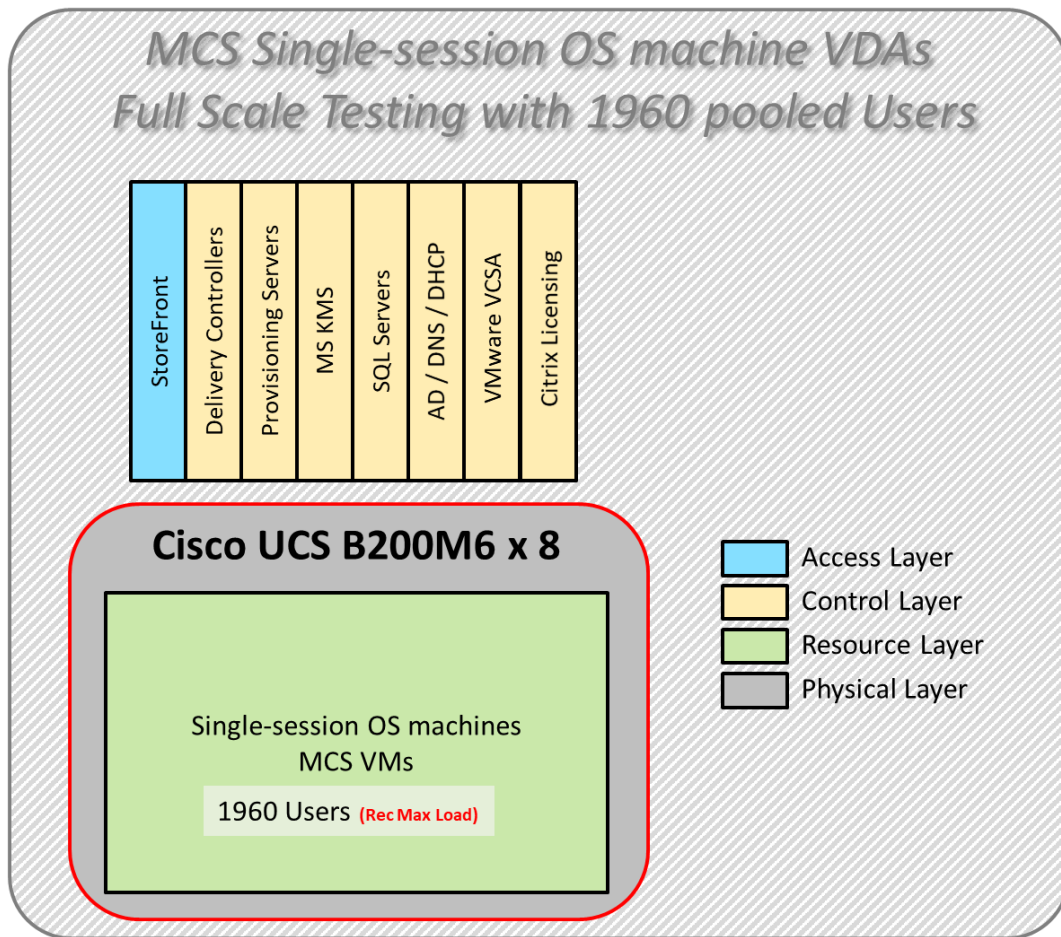 MCS Single-session OS machine VDAs
Full Scale Testing with 1960 pooled Users
StoreFront
Delivery Controllers
Provisioning Servers
MS KMS
SQL Servers
AD / DNS / DHCP
VMware VCSA
Citrix Licensing
Cisco UCS B200M6 x 8
Single-session OS machines
MCS VMs
1960 Users (Rec Max Load)
Access Layer
Control Layer
Resource Layer
Physical Layer